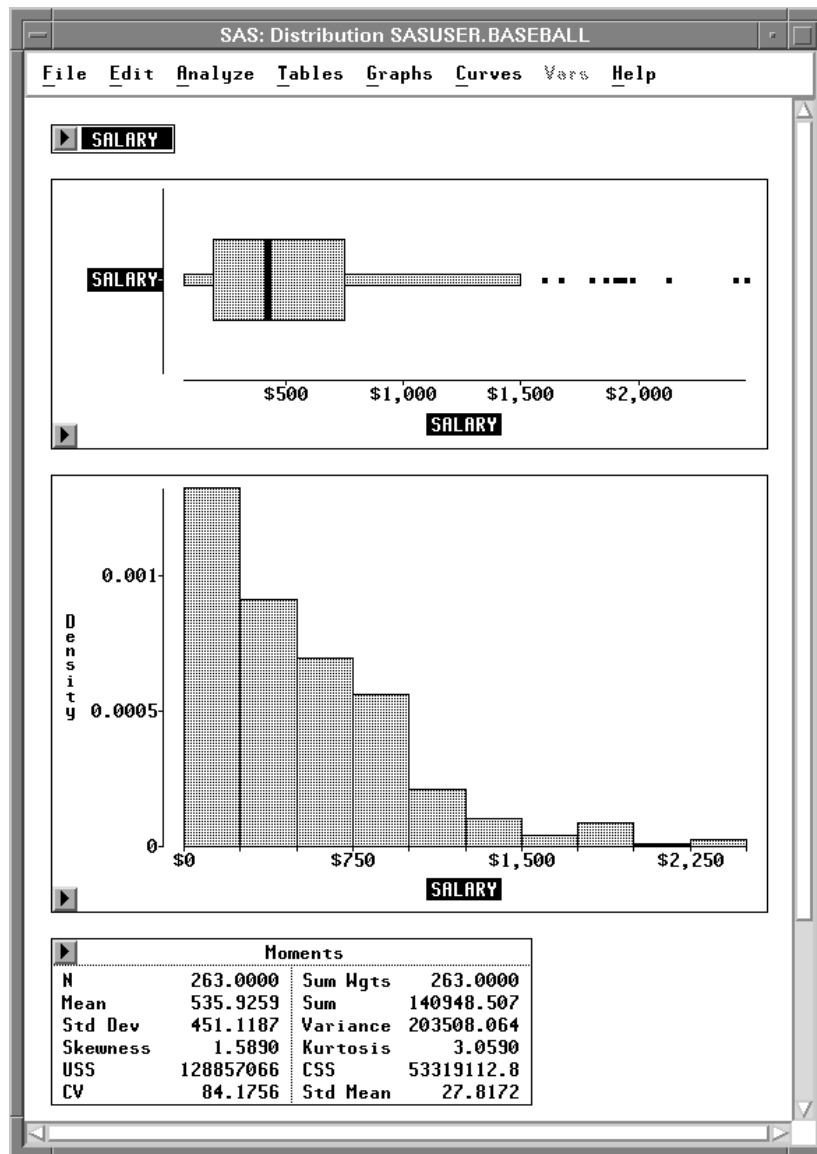 SAS: Distribution SASUSER.BASEBALL
File Edit Analyze Tables Graphs Curves Vars Help
SALARY
SALARY
$500 $1,000 $1,500 $2,000
SALARY
Density
0.001
0.0005
0
$0 $750 $1,500 $2,250
SALARY
Moments
N 263.0000 Sum Wgts 263.0000
Mean 535.9259 Sum 140948.507
Std Dev 451.1187 Variance 203508.064
Skewness 1.5890 Kurtosis 3.0590
USS 128857066 CSS 53319112.8
CV 84.1756 Std Mean 27.8172